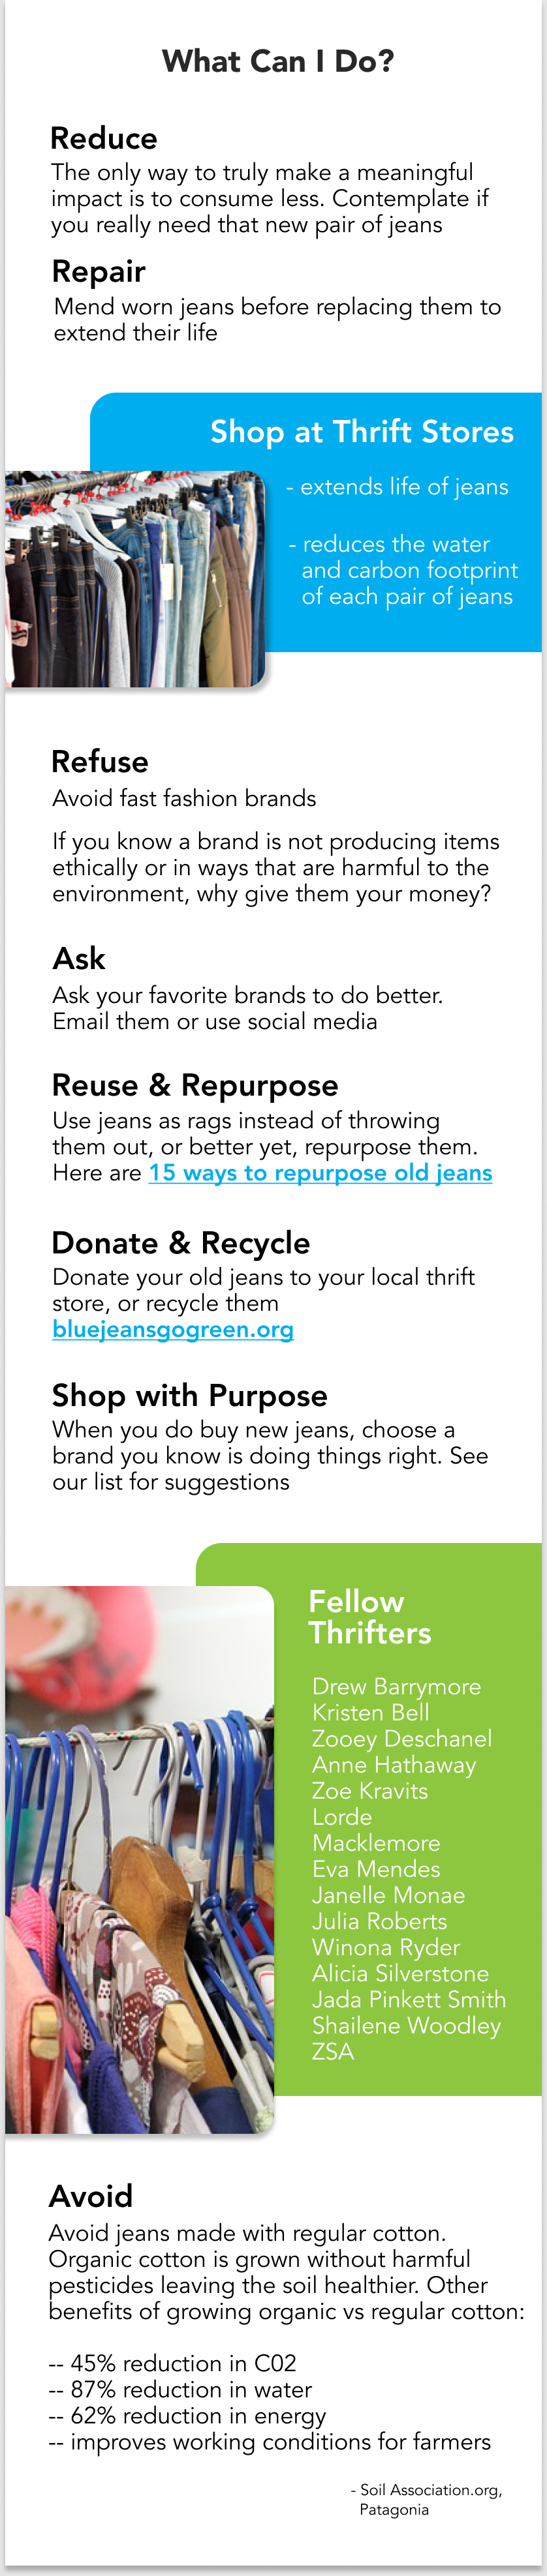 What Can I Do?
Reduce
The only way to truly make a meaningful
impact is to consume less. Contemplate if
you really need that new pair of jeans
Repair
Mend worn jeans before replacing them to
extend their life
Shop at Thrift Stores
- extends life of jeans
- reduces the water
and carbon footprint
of each pair of jeans
Refuse
Avoid fast fashion brands
If you know a brand is not producing items
ethically or in ways that are harmful to the
environment, why give them your money?
Ask
Ask your favorite brands to do better.
Email them or use social media
Reuse & Repurpose
Use jeans as rags instead of throwing
them out, or better yet, repurpose them.
Here are 15 ways to repurpose old jeans
Donate & Recycle
Donate your old jeans to your local thrift
store, or recycle them
bluejeansgogreen.org
Shop with Purpose
When you do buy new jeans, choose a
brand you know is doing things right. See
our list for suggestions
Fellow
Thrifters
Drew Barrymore
Kristen Bell
Zooey Deschanel
Anne Hathaway
Zoe Kravits
Lorde
Macklemore
Eva Mendes
Janelle Monae
Julia Roberts
Winona Ryder
Alicia Silverstone
Jada Pinkett Smith
Shailene Woodley
ZSA
Avoid
Avoid jeans made with regular cotton.
Organic cotton is grown without harmful
pesticides leaving the soil healthier. Other
benefits of growing organic vs regular cotton:
-- 45% reduction in C02
-- 87% reduction in water
-- 62% reduction in energy
-- improves working conditions for farmers
- Soil Association.org,
Patagonia